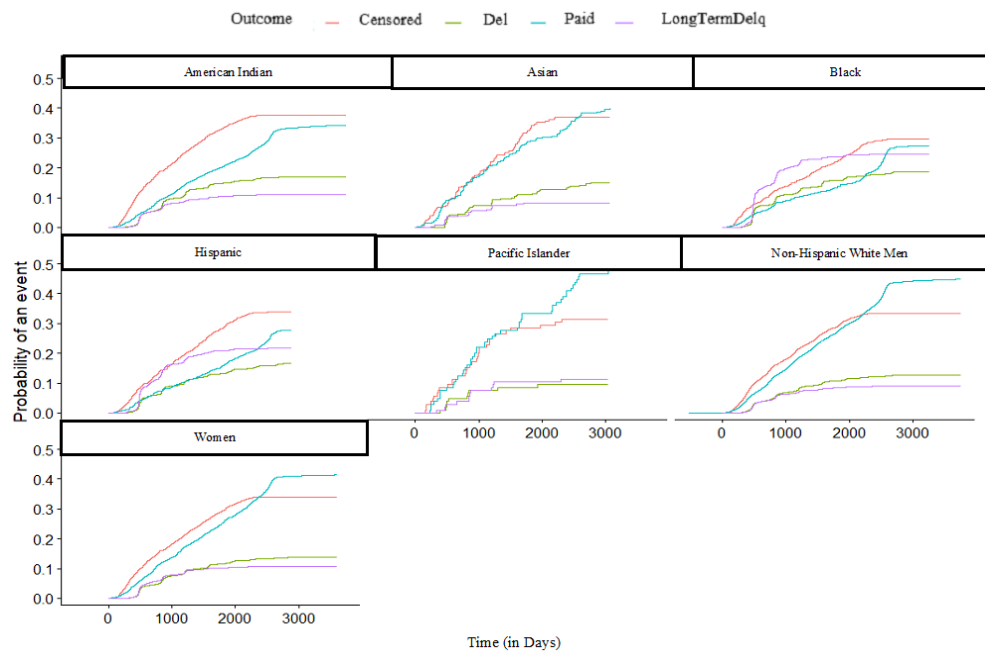 Outcome Censored Del Paid LongTermDelq
American Indian Asian Black
0.5
0.4
0.3
0.2
0.1
0.0
Hispanic Pacific Islander Non-Hispanic White Men
0.5
0.4
0.3
0.2
0.1
0.0
0 1000 2000 3000 0 1000 2000 3000
Women
0.5
0.4
0.3
0.2
0.1
0.0
0 1000 2000 3000
Probability of an event
Time (in Days)